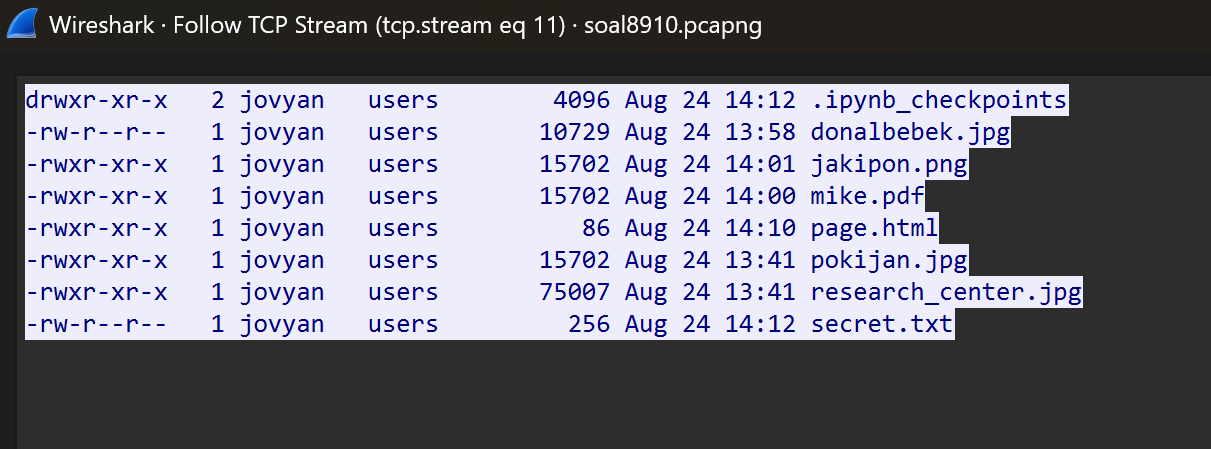 Wireshark · Follow TCP Stream (tcp.stream eq 11) · soal8910.pcapng
drwxr-xr-x   2 jovyan   users        4096 Aug 24 14:12 .ipynb_checkpoints
-rw-r--r--   1 jovyan   users       10729 Aug 24 13:58 donalbebek.jpg
-rwxr-xr-x   1 jovyan   users       15702 Aug 24 14:01 jakipon.png
-rwxr-xr-x   1 jovyan   users       15702 Aug 24 14:00 mike.pdf
-rwxr-xr-x   1 jovyan   users          86 Aug 24 14:10 page.html
-rwxr-xr-x   1 jovyan   users       15702 Aug 24 13:41 pokijan.jpg
-rwxr-xr-x   1 jovyan   users       75007 Aug 24 13:41 research_center.jpg
-rw-r--r--   1 jovyan   users         256 Aug 24 14:12 secret.txt